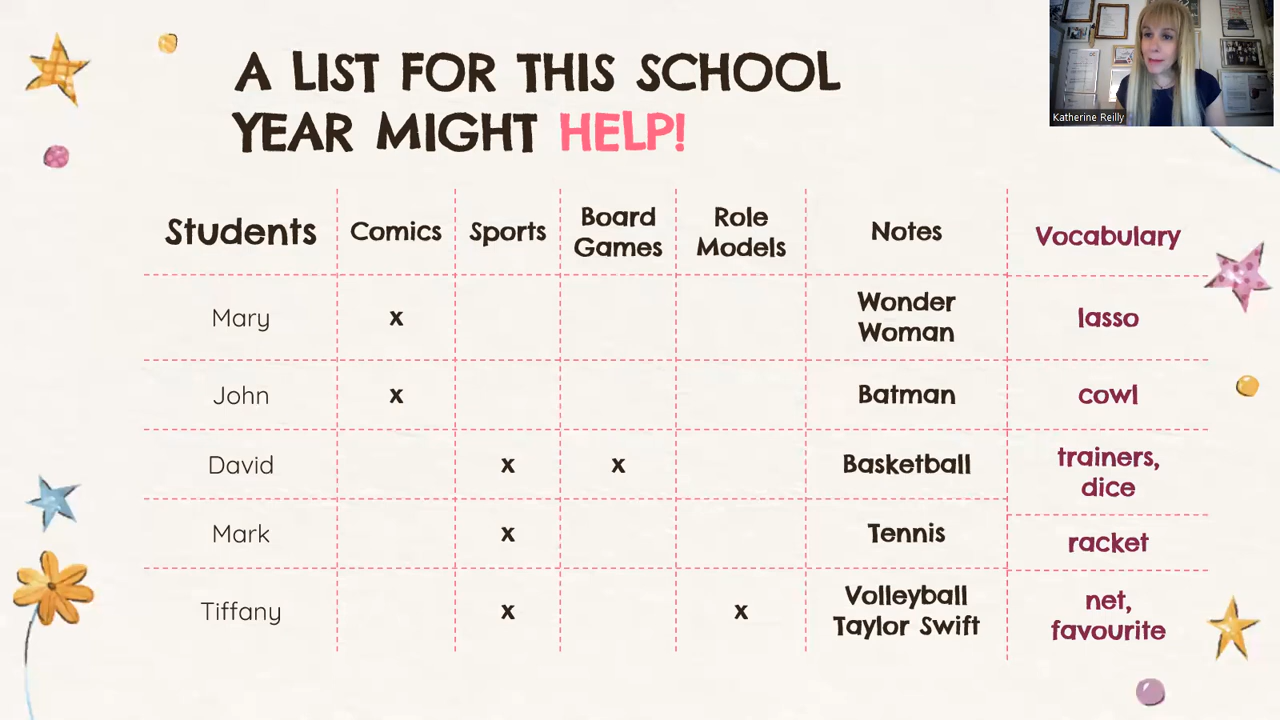 A LIST FOR THIS SCHOOL
YEAR MIGHT HELP!
Katherine Reilly
Students Comics Sports Board Games Role Models Notes Vocabulary
Mary x Wonder Woman lasso
John x Batman cowl
David x x Basketball trainers, dice
Mark x Tennis racket
Tiffany x x Volleyball Taylor Swift net, favourite